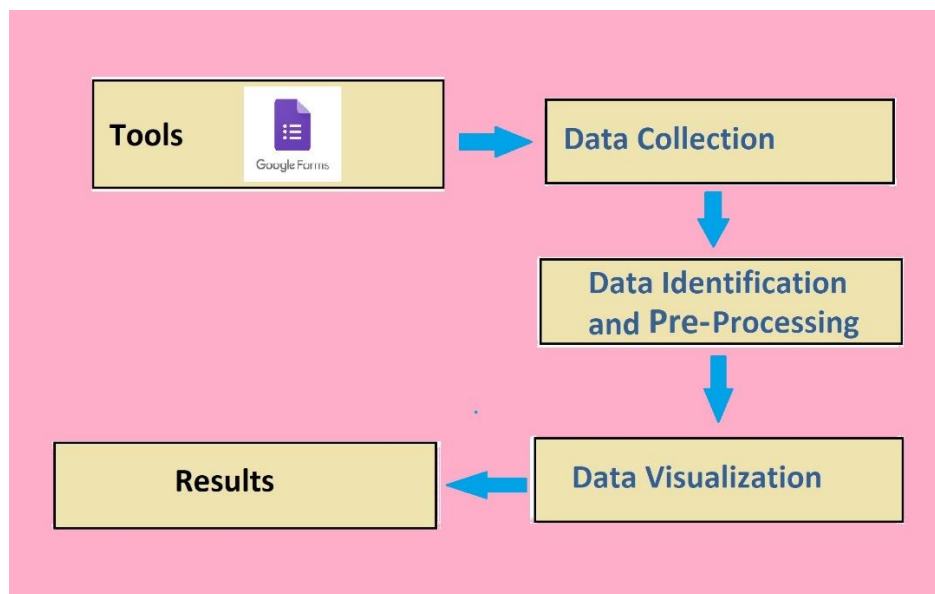 Tools
Google Forms
Data Collection
Data Identification
and Pre-Processing
Data Visualization
Results